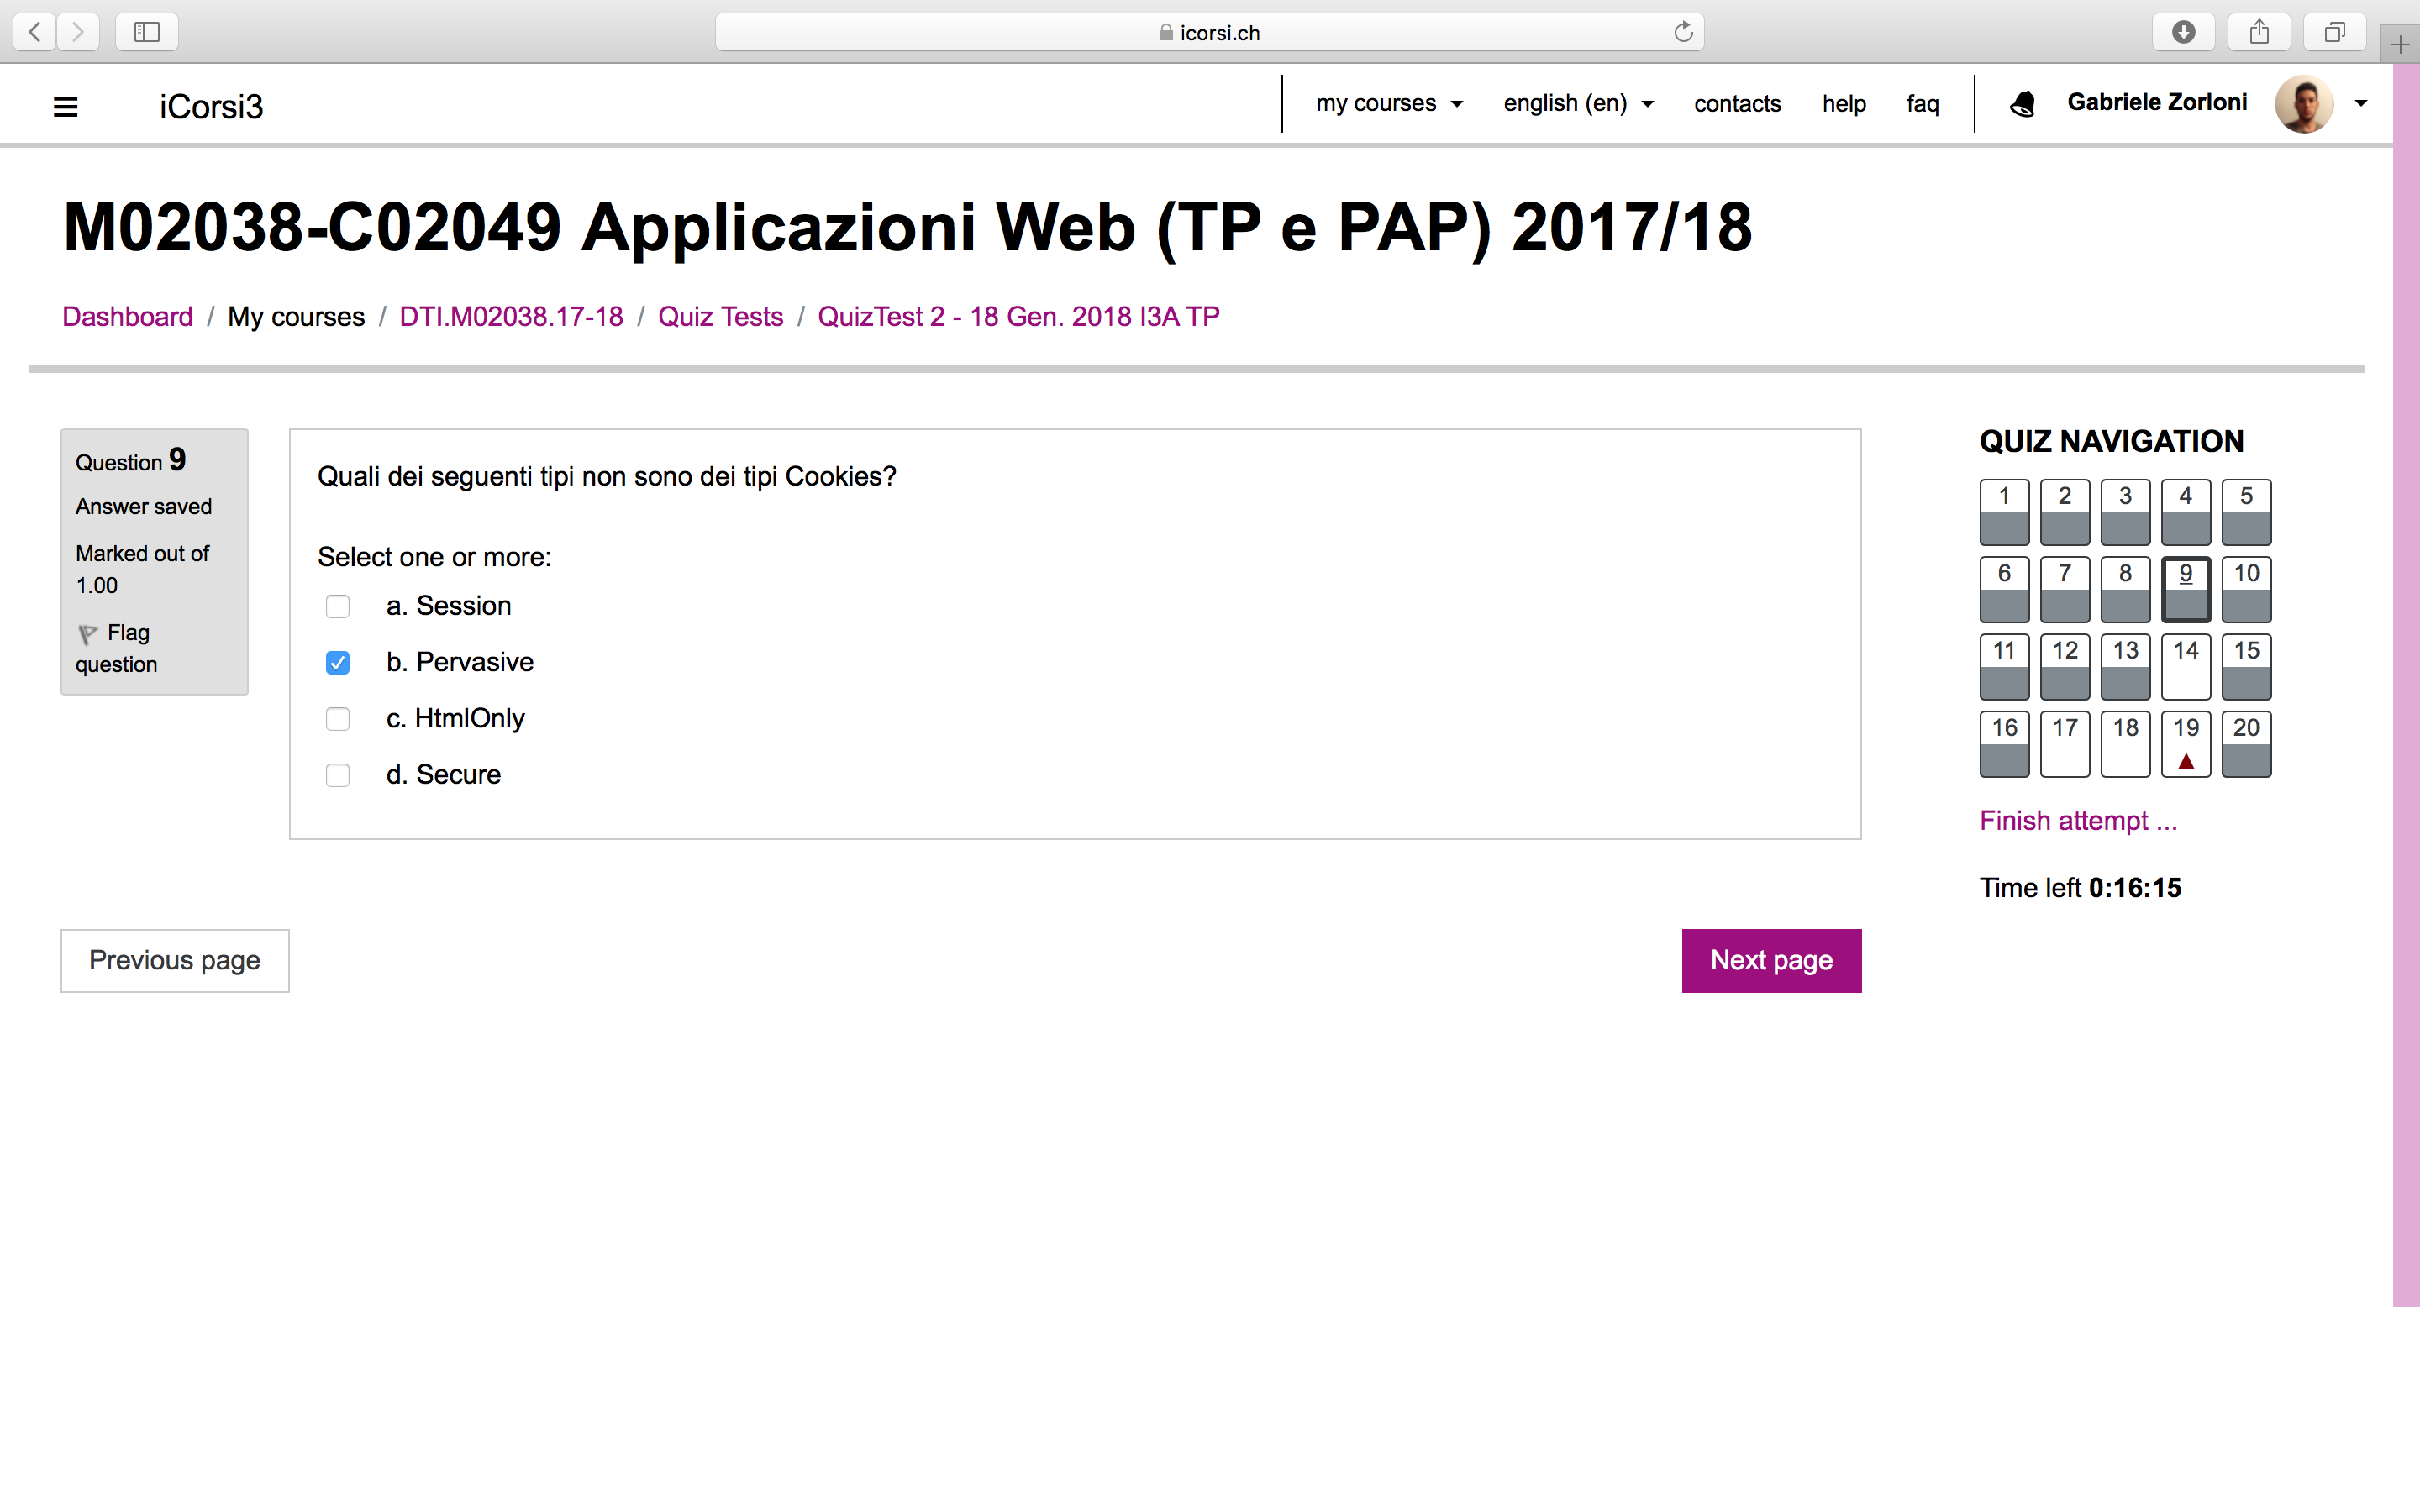 icorsi.ch
iCorsi3
my courses
english (en)
contacts
help
faq
Gabriele Zorloni
M02038-C02049 Applicazioni Web (TP e PAP) 2017/18
Dashboard / My courses / DTI.M02038.17-18 / Quiz Tests / QuizTest 2 - 18 Gen. 2018 I3A TP
Question 9
Answer saved
Marked out of
1.00
Flag
question
Quali dei seguenti tipi non sono dei tipi Cookies?
Select one or more:
a. Session
b. Pervasive
c. HtmlOnly
d. Secure
Previous page
Next page
QUIZ NAVIGATION
1 2 3 4 5
6 7 8 9 10
11 12 13 14 15
16 17 18 19 20
Finish attempt ...
Time left 0:16:15